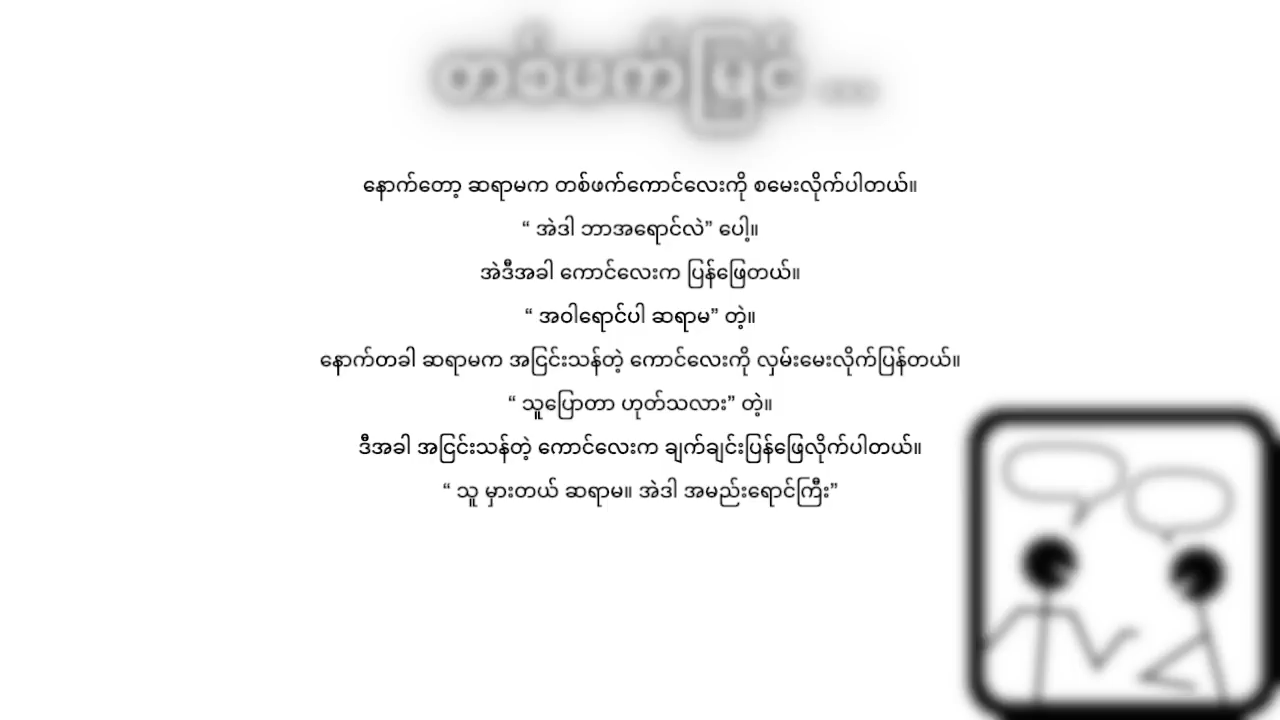 တစ်ဖက်မြင် ...
နောက်တော့ ဆရာမက တစ်ဖက်ကောင်လေးကို စမေးလိုက်ပါတယ်။
“ အဲဒါ ဘာအရောင်လဲ” ပေါ့။
အဲဒီအခါ ကောင်လေးက ပြန်ဖြေတယ်။
“ အဝါရောင်ပါ ဆရာမ” တဲ့။
နောက်တခါ ဆရာမက အငြင်းသန်တဲ့ ကောင်လေးကို လှမ်းမေးလိုက်ပြန်တယ်။
“ သူပြောတာ ဟုတ်သလား” တဲ့။
ဒီအခါ အငြင်းသန်တဲ့ ကောင်လေးက ချက်ချင်းပြန်ဖြေလိုက်ပါတယ်။
“ သူ မှားတယ် ဆရာမ။ အဲဒါ အမည်းရောင်ကြီး”